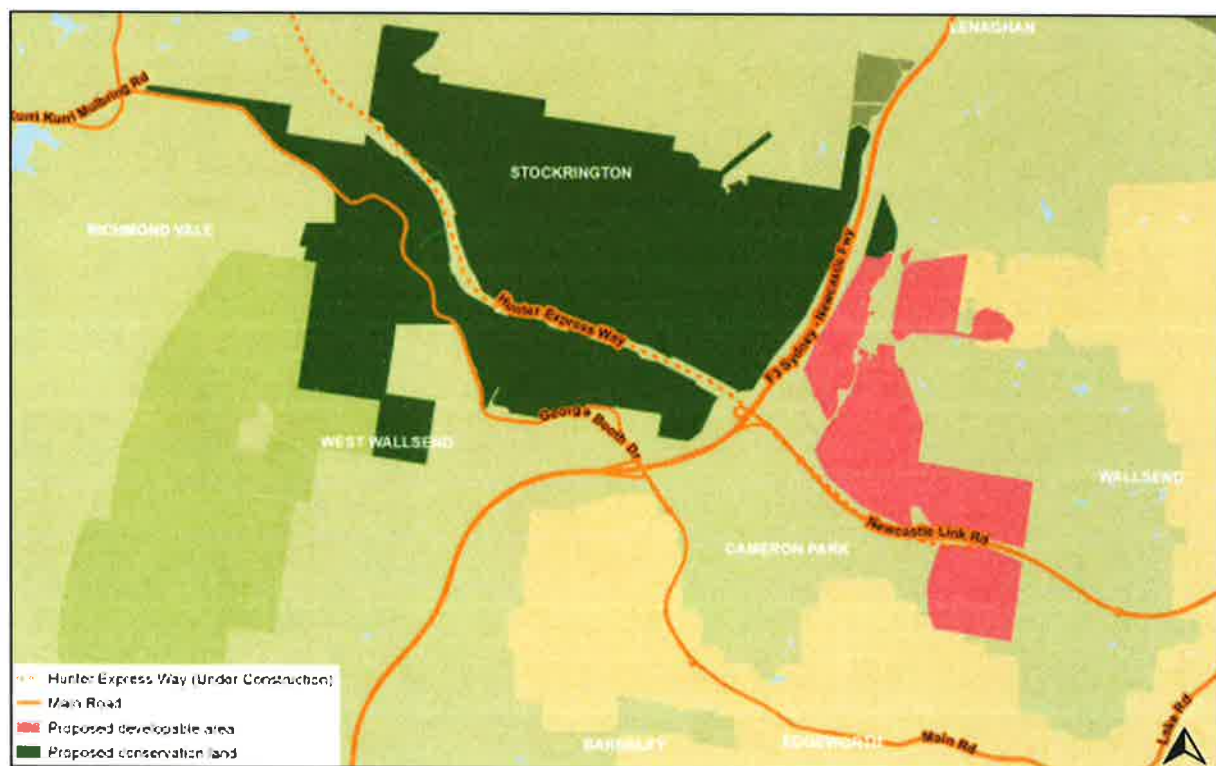 LENAGHAN
Kurri Kurri Mulbring Rd
STOCKRINGTON
RICHMOND VALE
F3 Sydney - Newcastle Fwy
Hunter Express Way
George Booth Dr
WEST WALLSEND
WALLSEND
Newcastle Link Rd
CAMERON PARK
Hunter Express Way (Under Construction)
Main Road
Proposed developable area
Proposed conservation land
BARNSLEY
EDGEWORTH
Main Rd
Lake Rd